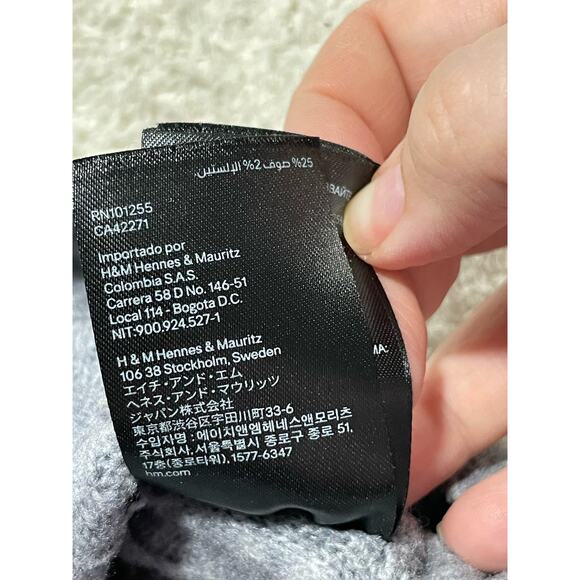 25% صوف 2% الإلستين.
RN101255
CA42271
Importado por
H&M Hennes & Mauritz
Colombia S.A.S.
Carrera 58 D No. 146-51
Local 114 - Bogota D.C.
NIT:900.924.527-1
H & M Hennes & Mauritz
106 38 Stockholm, Sweden
エイチ・アンド・エム
ヘネス・アンド・マウリッツ
ジャパン株式会社
東京都渋谷区宇田川町33-6
수입자명 : 에이치앤엠헤네스앤모리츠
주식회사, 서울특별시 종로구 종로 51,
17층 (종로타워), 1577-6347
hm.com
МА: